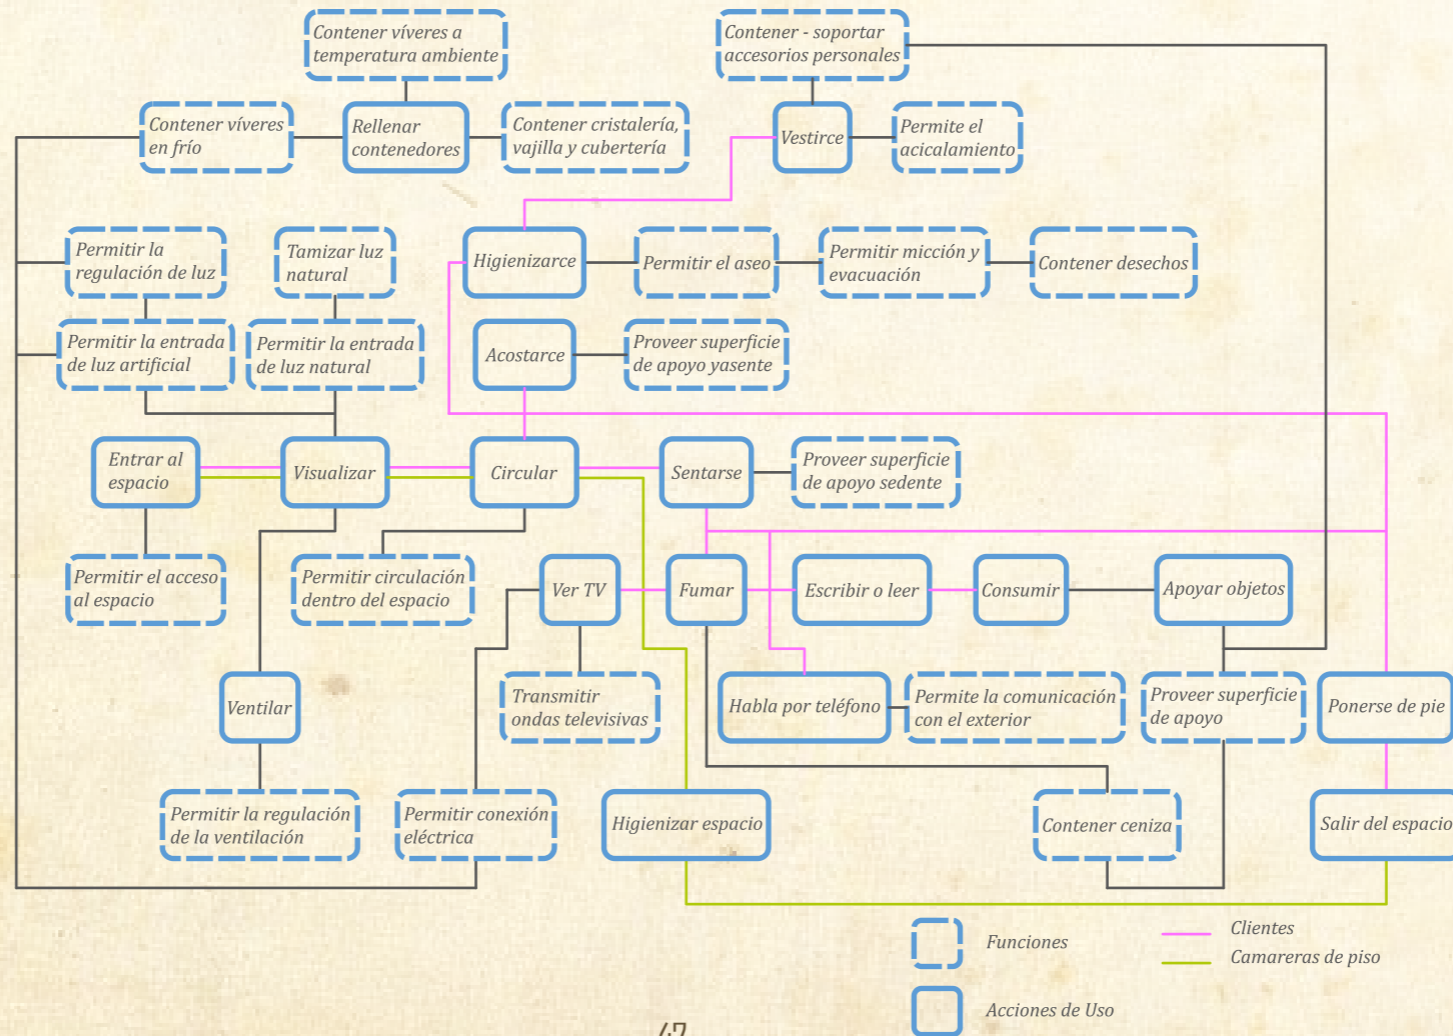 Contener víveres a
temperatura ambiente
Contener - soportar
accesorios personales
Contener víveres
en frío
Rellenar
contenedores
Contener cristalería,
vajilla y cubertería
Vestirce
Permite el
acicalamiento
Permitir la
regulación de luz
Tamizar luz
natural
Higienizarce
Permitir el aseo
Permitir micción y
evacuación
Contener desechos
Permitir la entrada
de luz artificial
Permitir la entrada
de luz natural
Acostarce
Proveer superficie
de apoyo yasente
Entrar al
espacio
Visualizar
Circular
Sentarse
Proveer superficie
de apoyo sedente
Permitir el acceso
al espacio
Permitir circulación
dentro del espacio
Ver TV
Fumar
Escribir o leer
Consumir
Apoyar objetos
Ventilar
Transmitir
ondas televisivas
Habla por teléfono
Permite la comunicación
con el exterior
Proveer superficie
de apoyo
Ponerse de pie
Permitir la regulación
de la ventilación
Permitir conexión
eléctrica
Higienizar espacio
Contener ceniza
Salir del espacio
Funciones
Clientes
Camareras de piso
Acciones de Uso